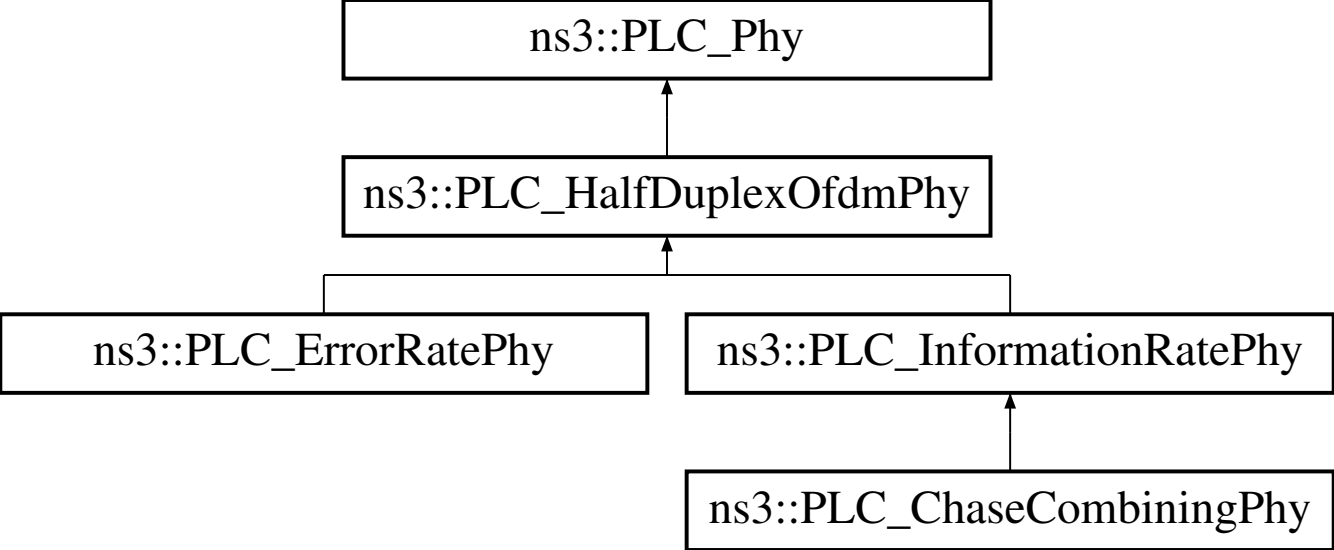 ns3::PLC_Phy
ns3::PLC_HalfDuplexOfdmPhy
ns3::PLC_ErrorRatePhy
ns3::PLC_InformationRatePhy
ns3::PLC_ChaseCombiningPhy